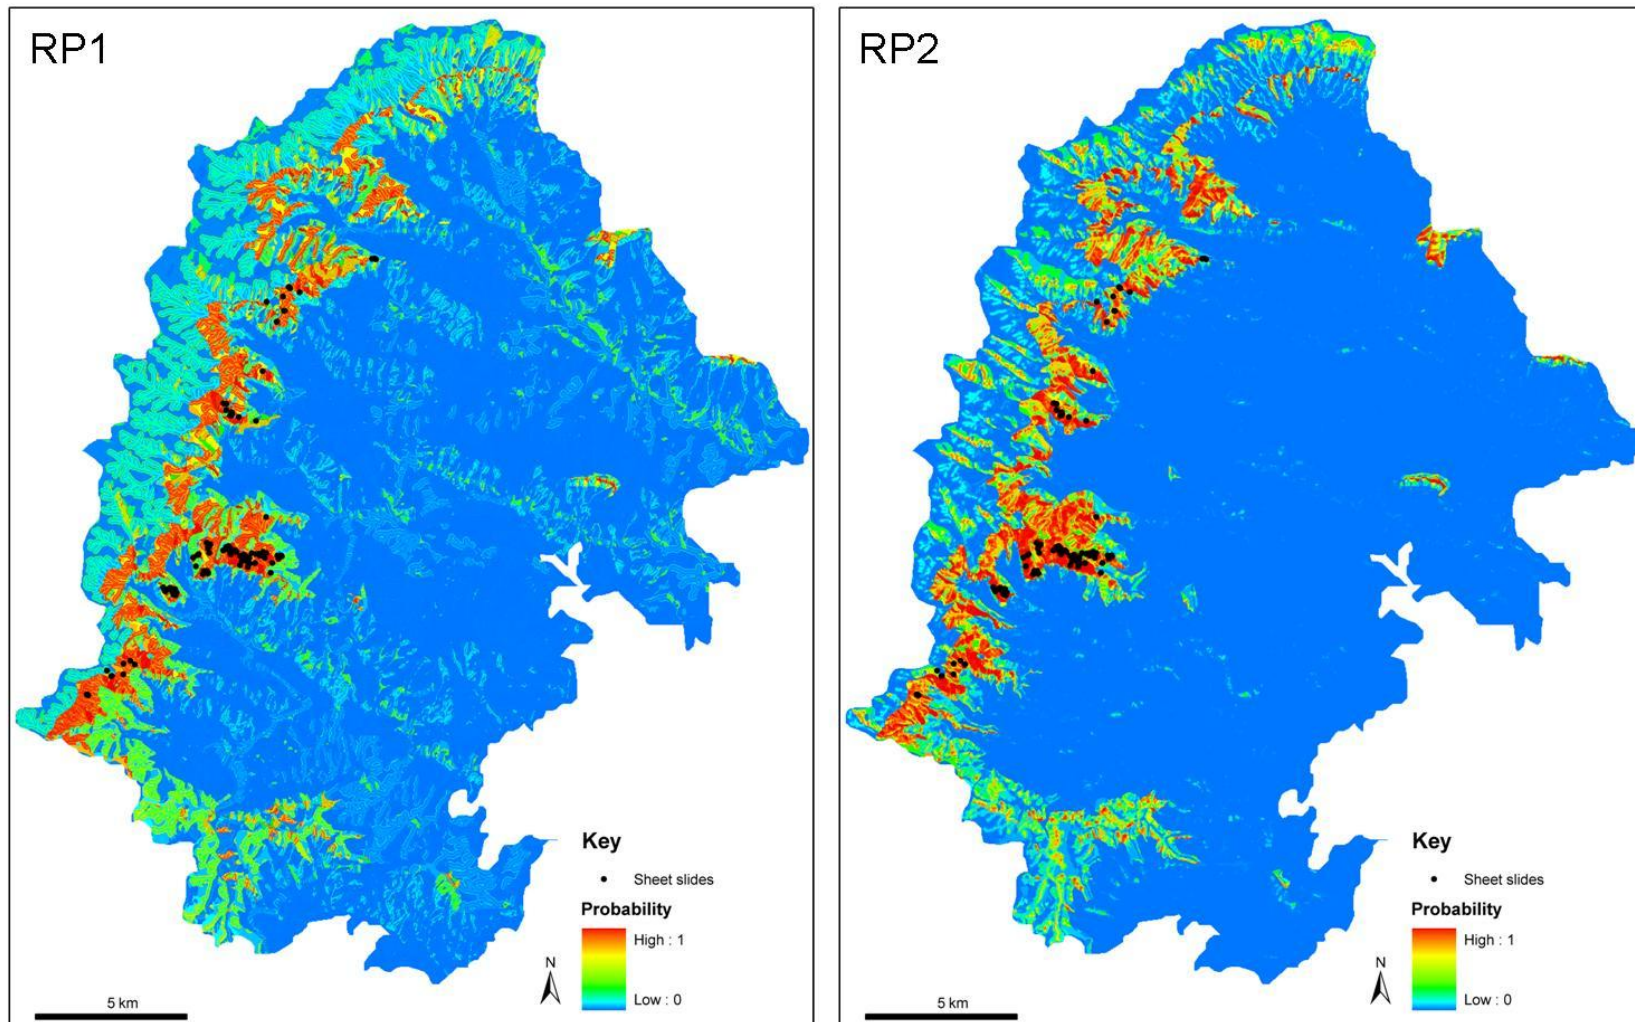 RP1
Key
Sheet slides
Probability
High : 1
Low : 0
N
5 km
RP2
Key
Sheet slides
Probability
High : 1
Low : 0
N
5 km